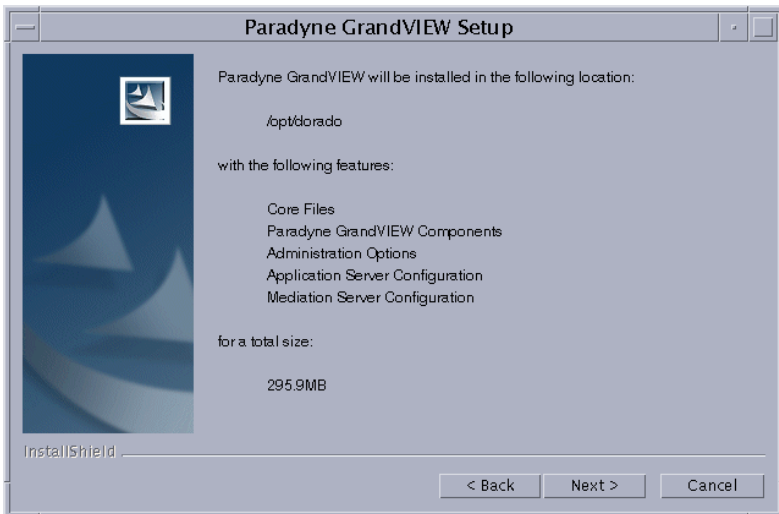 Paradyne GrandVIEW Setup
Paradyne GrandVIEW will be installed in the following location:
/opt/dorado
with the following features:
Core Files
Paradyne GrandVIEW Components
Administration Options
Application Server Configuration
Mediation Server Configuration
for a total size:
295.9MB
InstallShield
< Back Next > Cancel